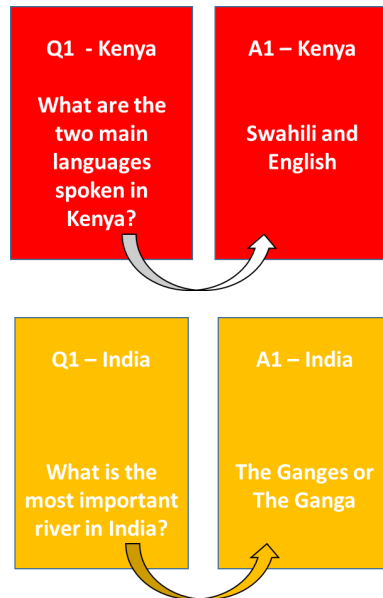 Q1 - Kenya
What are the
two main
languages
spoken in
Kenya?
A1 – Kenya
Swahili and
English
Q1 – India
What is the
most important
river in India?
A1 – India
The Ganges or
The Ganga